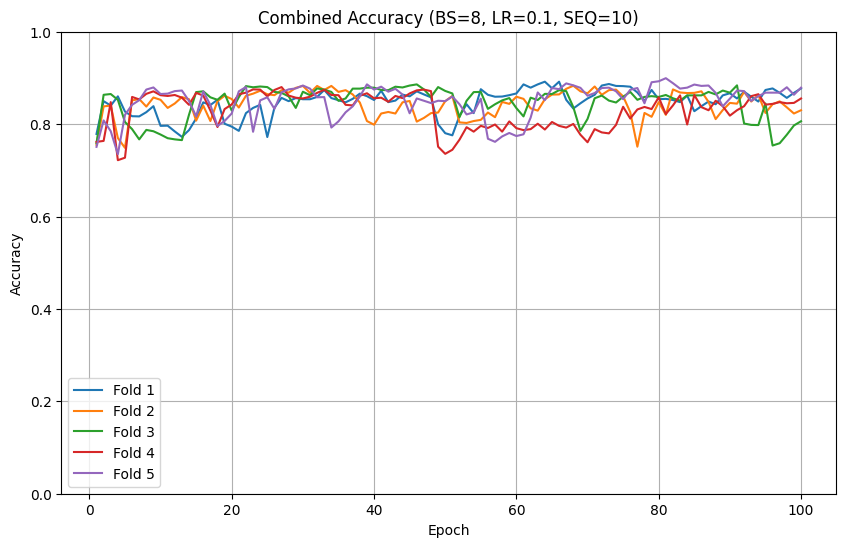 Combined Accuracy (BS=8, LR=0.1, SEQ=10)
1.0
0.8
0.6
0.4
0.2
0.0
Accuracy
Fold 1
Fold 2
Fold 3
Fold 4
Fold 5
0 20 40 60 80 100
Epoch